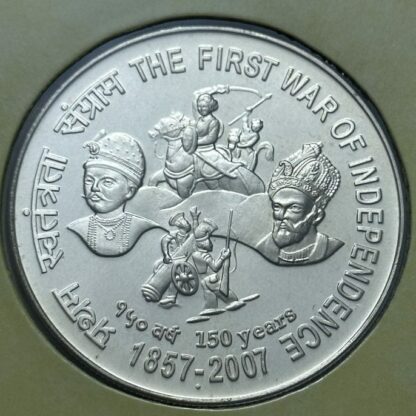 प्रथम स्वतंत्रता संग्राम THE FIRST WAR OF INDEPENDENCE
१५० वर्ष 150 years
1857-2007